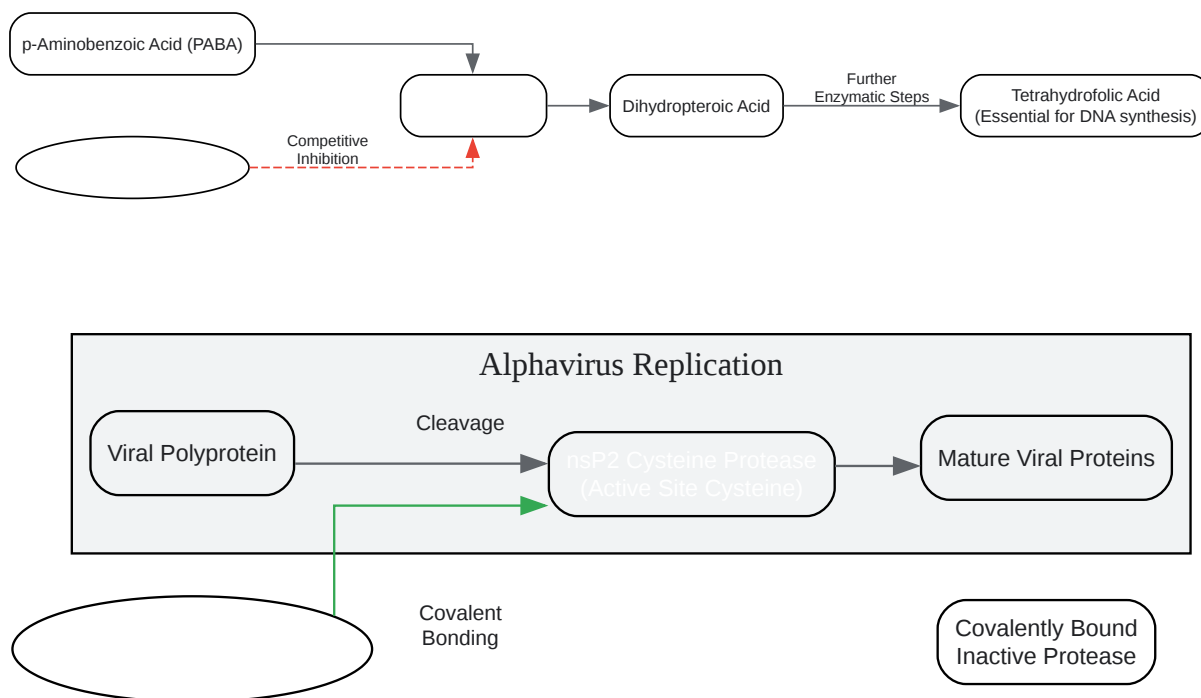 p-Aminobenzoic Acid (PABA)
Competitive
Inhibition
Dihydropteroic Acid
Further
Enzymatic Steps
Tetrahydrofolic Acid
(Essential for DNA synthesis)
Alphavirus Replication
Viral Polyprotein
Cleavage
nsP2 Cysteine Protease
(Active Site Cysteine)
Mature Viral Proteins
Covalent
Bonding
Covalently Bound
Inactive Protease